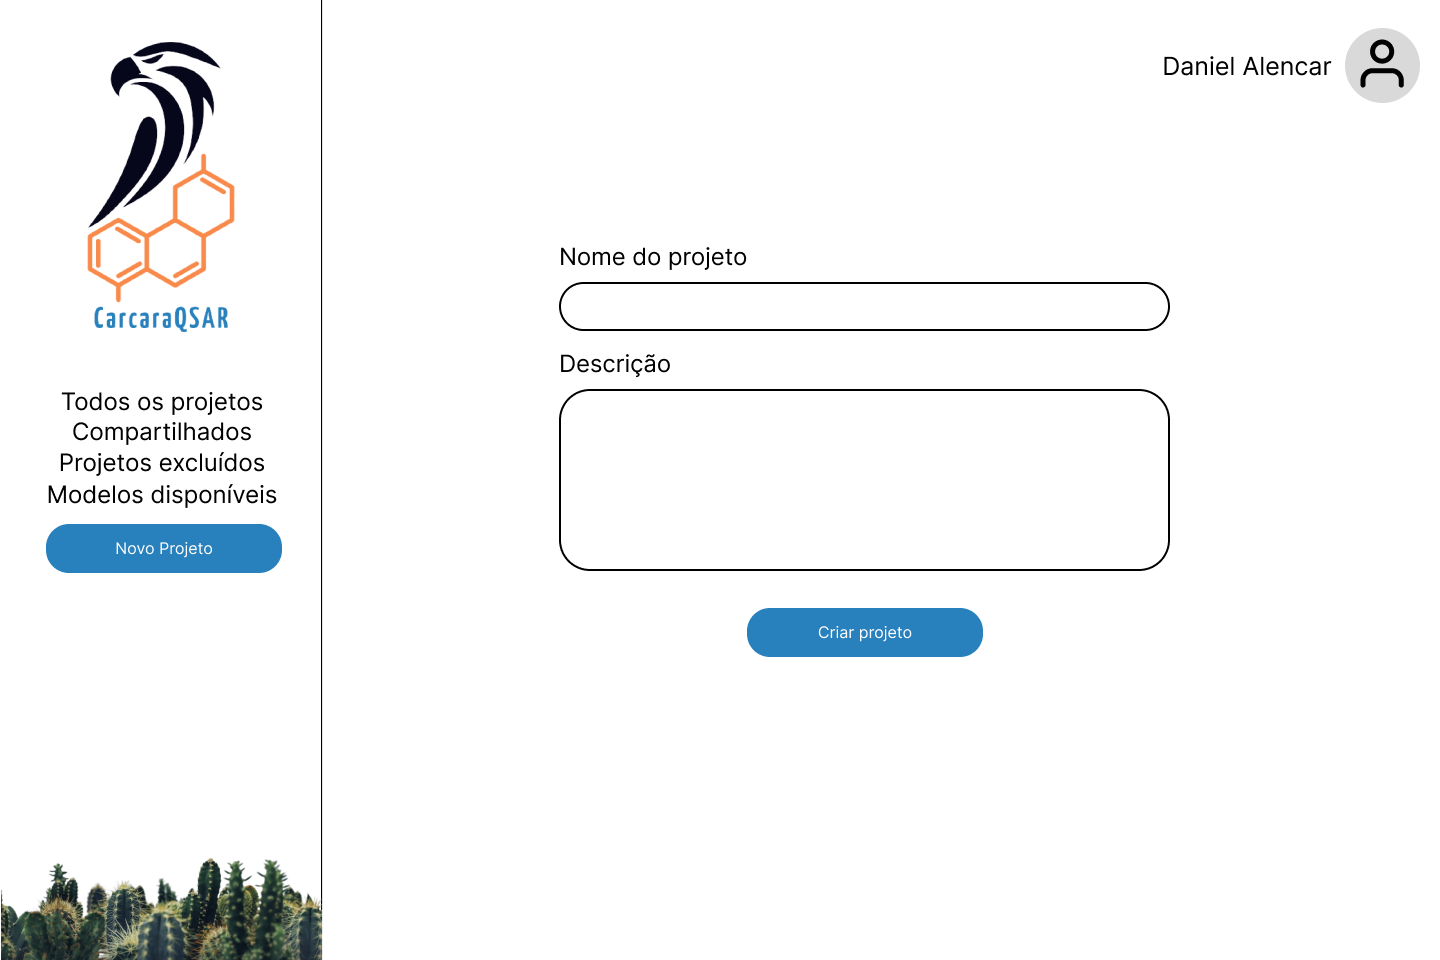 CarcaraQSAR
Todos os projetos
Compartilhados
Projetos excluídos
Modelos disponíveis
Novo Projeto
Daniel Alencar
Nome do projeto
Descrição
Criar projeto